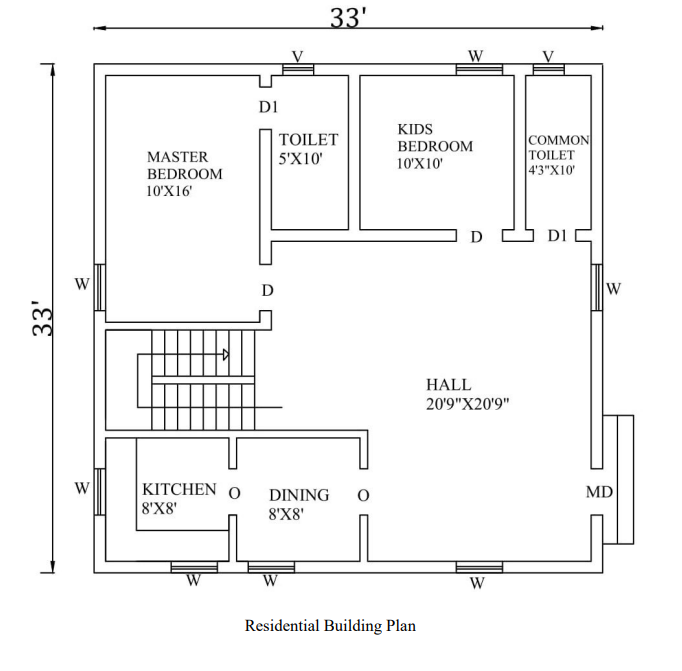 33'
V
W
V
D1
TOILET
5'X10'
KIDS
BEDROOM
10'X10'
COMMON
TOILET
4'3"X10'
MASTER
BEDROOM
10'X16'
D
D1
W
D
W
33'
HALL
20'9"X20'9"
W
KITCHEN
8'X8'
O
DINING
8'X8'
O
MD
W
W
W
Residential Building Plan